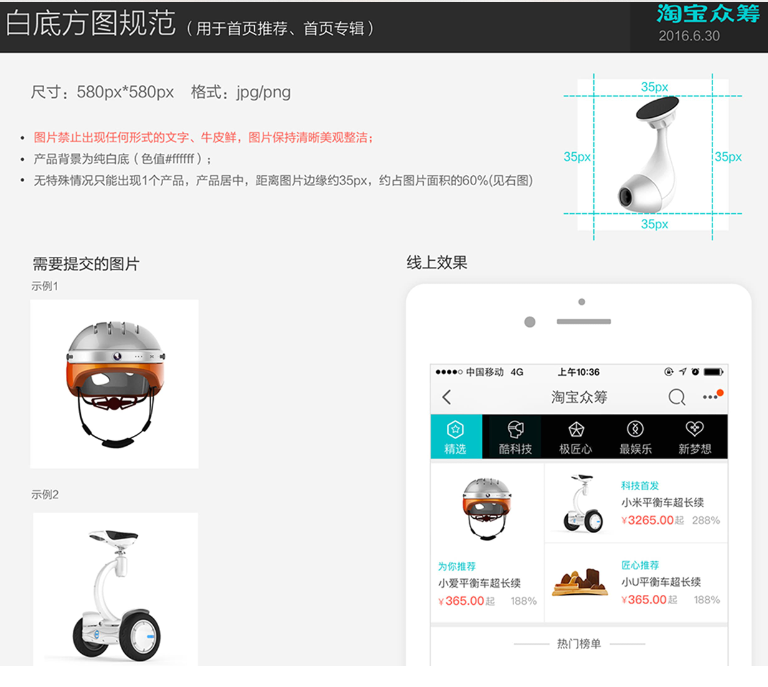 白底方图规范（用于首页推荐、首页专辑）
淘宝众筹
2016.6.30
尺寸：580px*580px 格式：jpg/png
• 图片禁止出现任何形式的文字、牛皮鲜，图片保持清晰美观整洁；
• 产品背景为纯白底（色值#ffffff）；
• 无特殊情况只能出现1个产品，产品居中，距离图片边缘约35px，约占图片面积的60%(见右图)
35px
35px
35px
35px
需要提交的图片
示例1
示例2
线上效果
中国移动 4G 上午10:36
淘宝众筹
精选 酷科技 极匠心 最娱乐 新梦想
为你推荐
小爱平衡车超长续
¥365.00起 188%
科技首发
小米平衡车超长续
¥3265.00起 288%
匠心推荐
小U平衡车超长续
¥365.00起 188%
热门榜单